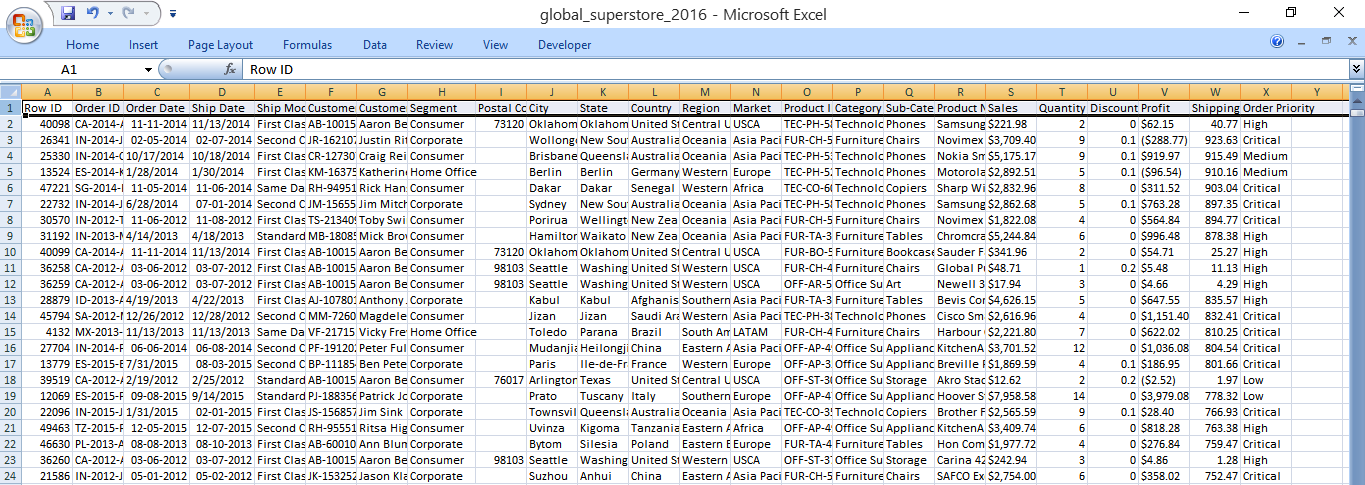 global_superstore_2016 - Microsoft Excel
Home Insert Page Layout Formulas Data Review View Developer
A1 fx Row ID
A B C D E F G H I J K L M N O P Q R S T U V W X Y
1 Row ID Order ID Order Date Ship Date Ship Moc Custome Custome Segment Postal Cc City State Country Region Market Product I Category Sub-Cate Product N Sales Quantity Discount Profit Shipping Order Priority
2 40098 CA-2014-A 11-11-2014 11/13/2014 First Clas AB-10015 Aaron Be Consumer 73120 Oklahom Oklahom United St Central U USCA TEC-PH-58 Technolc Phones Samsung $221.98 2 0 $62.15 40.77 High
3 26341 IN-2014-J 02-05-2014 02-07-2014 Second C JR-162107 Justin Rit Corporate Wollong New Sou Australia Oceania Asia Paci FUR-CH-5 Furniture Chairs Novimex $3,709.40 9 0.1 ($288.77) 923.63 Critical
4 25330 IN-2014-C 10/17/2014 10/18/2014 First Clas CR-12730 Craig Rei Consumer Brisbane Queensl Australia Oceania Asia Paci TEC-PH-5 Technolc Phones Nokia Sm $5,175.17 9 0.1 $919.97 915.49 Medium
5 13524 ES-2014-K 1/28/2014 1/30/2014 First Clas KM-16375 Katherin Home Office Berlin Berlin Germany Western Europe TEC-PH-5 Technolc Phones Motorola $2,892.51 5 0.1 ($96.54) 910.16 Medium
6 47221 SG-2014-I 11-05-2014 11-06-2014 Same Da RH-94951 Rick Han Consumer Dakar Dakar Senegal Western Africa TEC-CO-6 Technolc Copiers Sharp Wi $2,832.96 8 0 $311.52 903.04 Critical
7 22732 IN-2014-J 6/28/2014 07-01-2014 Second C JM-15655 Jim Mitch Corporate Sydney New Sou Australia Oceania Asia Paci TEC-PH-5 Technolc Phones Samsung $2,862.68 5 0.1 $763.28 897.35 Critical
8 30570 IN-2012-T 11-06-2012 11-08-2012 First Clas TS-213409 Toby Swi Consumer Porirua Wellingt New Zea Oceania Asia Paci FUR-CH-5 Furniture Chairs Novimex $1,822.08 4 0 $564.84 894.77 Critical
9 31192 IN-2013-M 4/14/2013 4/18/2013 Standard MB-18085 Mick Brov Consumer Hamilton Waikato New Zea Oceania Asia Paci FUR-TA-3 Furniture Tables Chromcra $5,244.84 6 0 $996.48 878.38 High
10 40099 CA-2014-A 11-11-2014 11/13/2014 First Clas AB-10015 Aaron Be Consumer 73120 Oklahom Oklahom United St Central U USCA FUR-BO-5 Furniture Bookcase Sauder F $341.96 2 0 $54.71 25.27 High
11 36258 CA-2012-A 03-06-2012 03-07-2012 First Clas AB-10015 Aaron Be Consumer 98103 Seattle Washing United St Western USCA FUR-CH-4 Furniture Chairs Global P $48.71 1 0.2 $5.48 11.13 High
12 36259 CA-2012-A 03-06-2012 03-07-2012 First Clas AB-10015 Aaron Be Consumer 98103 Seattle Washing United St Western USCA OFF-AR-5 Office Su Art Newell 3 $17.94 3 0 $4.66 4.29 High
13 28879 ID-2013-A 4/19/2013 4/22/2013 First Clas AJ-107801 Anthony Corporate Kabul Kabul Afghanis Southern Asia Paci FUR-TA-3 Furniture Tables Bevis Cor $4,626.15 5 0 $647.55 835.57 High
14 45794 SA-2012-M 12/26/2012 12/28/2012 Second C MM-7260 Magdele Consumer Jizan Jizan Saudi Ara Western Asia Paci TEC-PH-3 Technolc Phones Cisco Sm $2,616.96 4 0 $1,151.40 832.41 Critical
15 4132 MX-2013- 11/13/2013 11/13/2013 Same Da VF-21715 Vicky Fre Home Office Toledo Parana Brazil South Am LATAM FUR-CH-4 Furniture Chairs Harbour $2,221.80 7 0 $622.02 810.25 Critical
16 27704 IN-2014-P 06-06-2014 06-08-2014 Second C PF-191202 Peter Ful Consumer Mudanjia Heilongj China Eastern A Asia Paci OFF-AP-4 Office Su Applianc KitchenA $3,701.52 12 0 $1,036.08 804.54 Critical
17 13779 ES-2015-B 7/31/2015 08-03-2015 Second C BP-11185 Ben Pete Corporate Paris Ile-de-Fr France Western Europe OFF-AP-3 Office Su Applianc Breville F $1,869.59 4 0.1 $186.95 801.66 Critical
18 39519 CA-2012-A 2/19/2012 2/25/2012 Standard AB-10015 Aaron Be Consumer 76017 Arlington Texas United St Central U USCA OFF-ST-30 Office Su Storage Akro Stac $12.62 2 0.2 ($2.52) 1.97 Low
19 12069 ES-2015-P 09-08-2015 9/14/2015 Standard PJ-188356 Patrick Jo Corporate Prato Tuscany Italy Southern Europe OFF-AP-4 Office Su Applianc Hoover S $7,958.58 14 0 $3,979.08 778.32 Low
20 22096 IN-2015-J 1/31/2015 02-01-2015 First Clas JS-156857 Jim Sink Corporate Townsvil Queensl Australia Oceania Asia Paci TEC-CO-3 Technolc Copiers Brother F $2,565.59 9 0.1 $28.40 766.93 Critical
21 49463 TZ-2015-F 12-05-2015 12-07-2015 Second C RH-95551 Ritsa Hig Consumer Uvinza Kigoma Tanzania Eastern A Africa OFF-AP-4 Office Su Applianc KitchenA $3,409.74 6 0 $818.28 763.38 High
22 46630 PL-2013-A 08-08-2013 08-10-2013 First Clas AB-60010 Ann Blun Corporate Bytom Silesia Poland Eastern E Europe FUR-TA-4 Furniture Tables Hon Com $1,977.72 4 0 $276.84 759.47 Critical
23 36260 CA-2012-A 03-06-2012 03-07-2012 First Clas AB-10015 Aaron Be Consumer 98103 Seattle Washing United St Western USCA OFF-ST-3 Office Su Storage Carina 42 $242.94 3 0 $4.86 1.28 High
24 21586 IN-2012-J 05-01-2012 05-02-2012 First Clas JK-153252 Jason Kla Corporate Suzhou Anhui China Eastern A Asia Paci FUR-CH-5 Furniture Chairs SAFCO Ex $2,754.00 6 0 $358.02 752.47 Critical